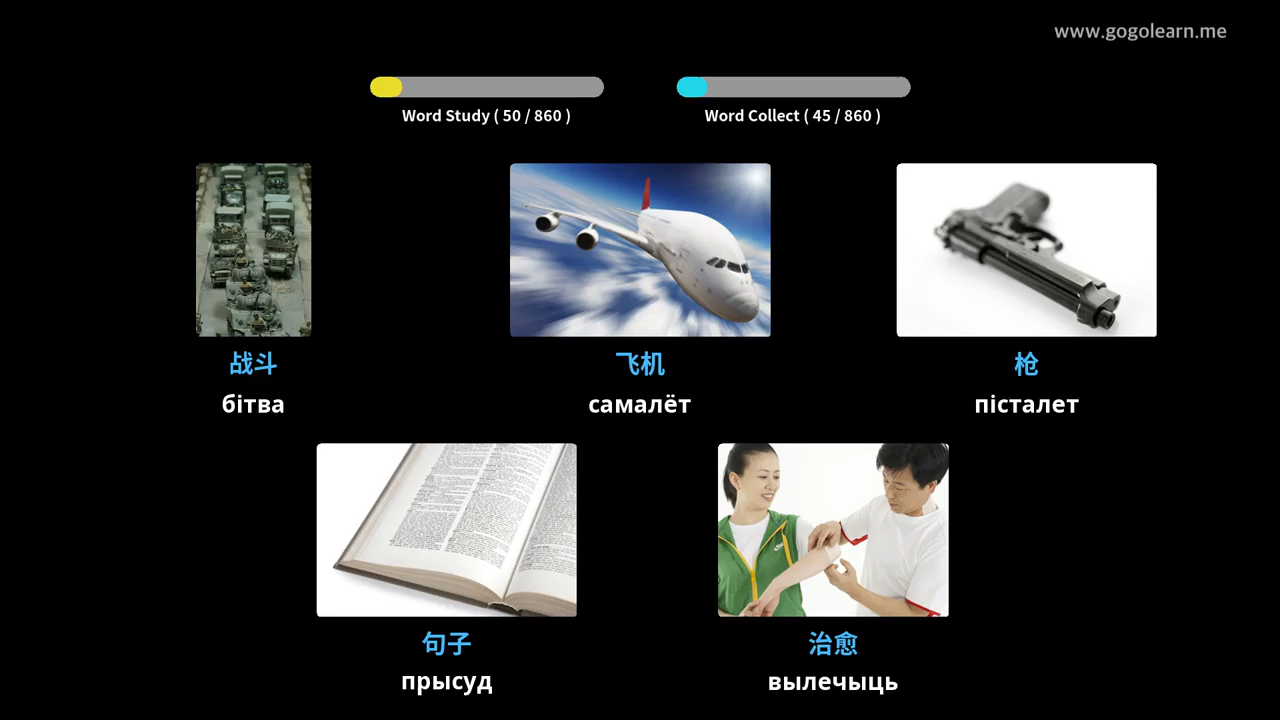 www.gogolearn.me
Word Study ( 50 / 860 )
Word Collect ( 45 / 860 )
战斗
бітва
飞机
самалёт
枪
пісталет
句子
прысуд
治愈
вылечыць